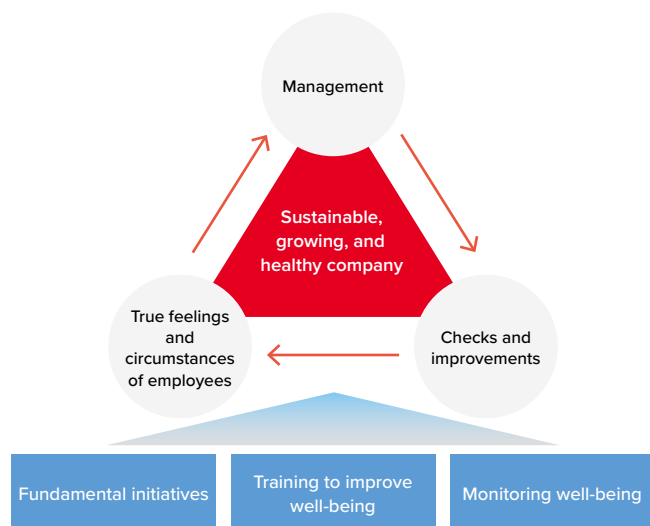 Management
Sustainable,
growing, and
healthy company
True feelings
and
circumstances
of employees
Checks and
improvements
Fundamental initiatives
Training to improve
well-being
Monitoring well-being